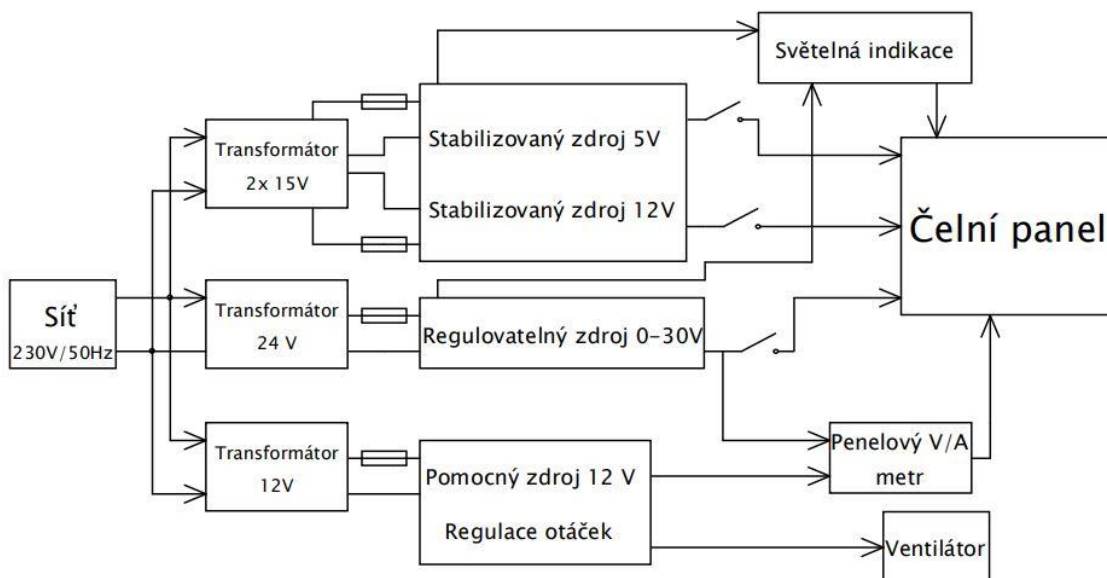 Světelná indikace
Transformátor
2x 15V
Stabilizovaný zdroj 5V
Stabilizovaný zdroj 12V
Čelní panel
Síť
230V/50Hz
Transformátor
24 V
Regulovatelný zdroj 0-30V
Transformátor
12V
Pomocný zdroj 12 V
Regulace otáček
Penelový V/A
metr
Ventilátor